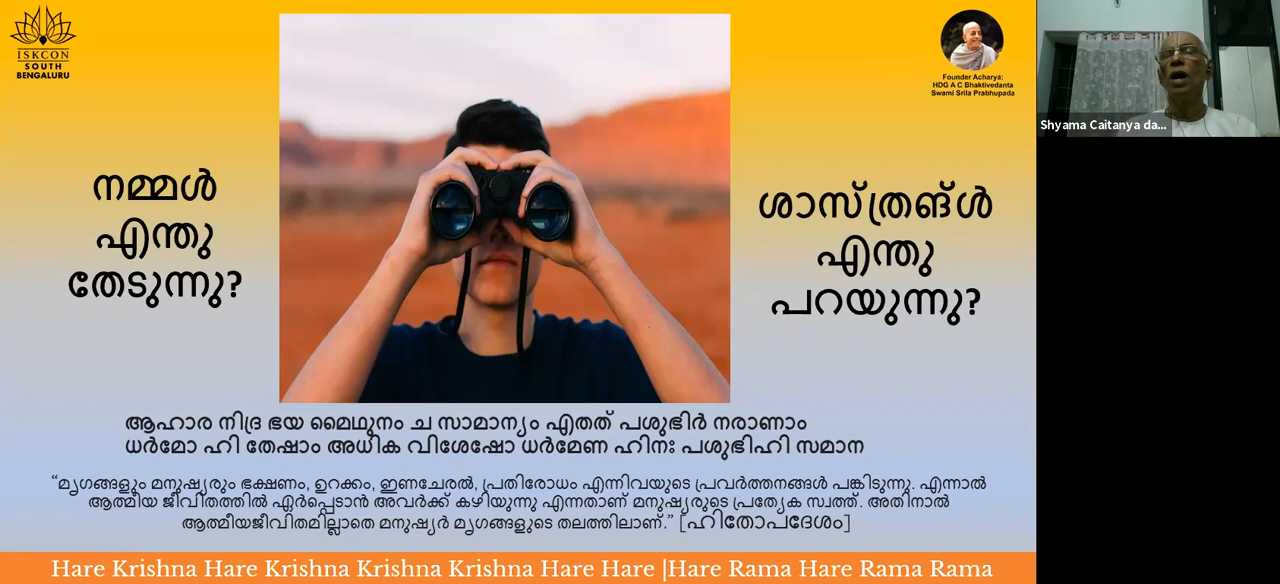 ISKCON
SOUTH
BENGALURU
Founder Acharya:
HDG A C Bhaktivedanta
Swami Srila Prabhupada
Shyama Caitanya da...
നമ്മൾ
എന്തു
തേടുന്നു?
ശാസ്ത്രങ്ൾ
എന്തു
പറയുന്നു?
ആഹാര നിദ്ര ഭയ മൈഥുനം ച സാമാന്യം ഏതത് പശുഭിർ നരാണാം
ധർമോ ഹി തേഷാം അധിക വിശേഷോ ധർമേണ ഹിനഃ പശുഭിഹി സമാന
“മൃഗങ്ങളും മനുഷ്യരും ഭക്ഷണം, ഉറക്കം, ഇണചേരൽ, പ്രതിരോധം എന്നിവയുടെ പ്രവർത്തനങ്ങൾ പങ്കിടുന്നു. എന്നാൽ
ആത്മീയ ജീവിതത്തിൽ ഏർപ്പെടാൻ അവർക്ക് കഴിയുന്നു എന്നതാണ് മനുഷ്യരുടെ പ്രത്യേക സ്വത്ത്. അതിനാൽ
ആത്മീയജീവിതമില്ലാതെ മനുഷ്യർ മൃഗങ്ങളുടെ തലത്തിലാണ്.” [ഹിതോപദേശം]
Hare Krishna Hare Krishna Krishna Krishna Hare Hare |Hare Rama Hare Rama Rama